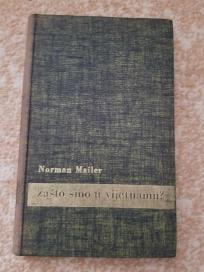 Norman Mailer
zašto smo u vijetnamu?